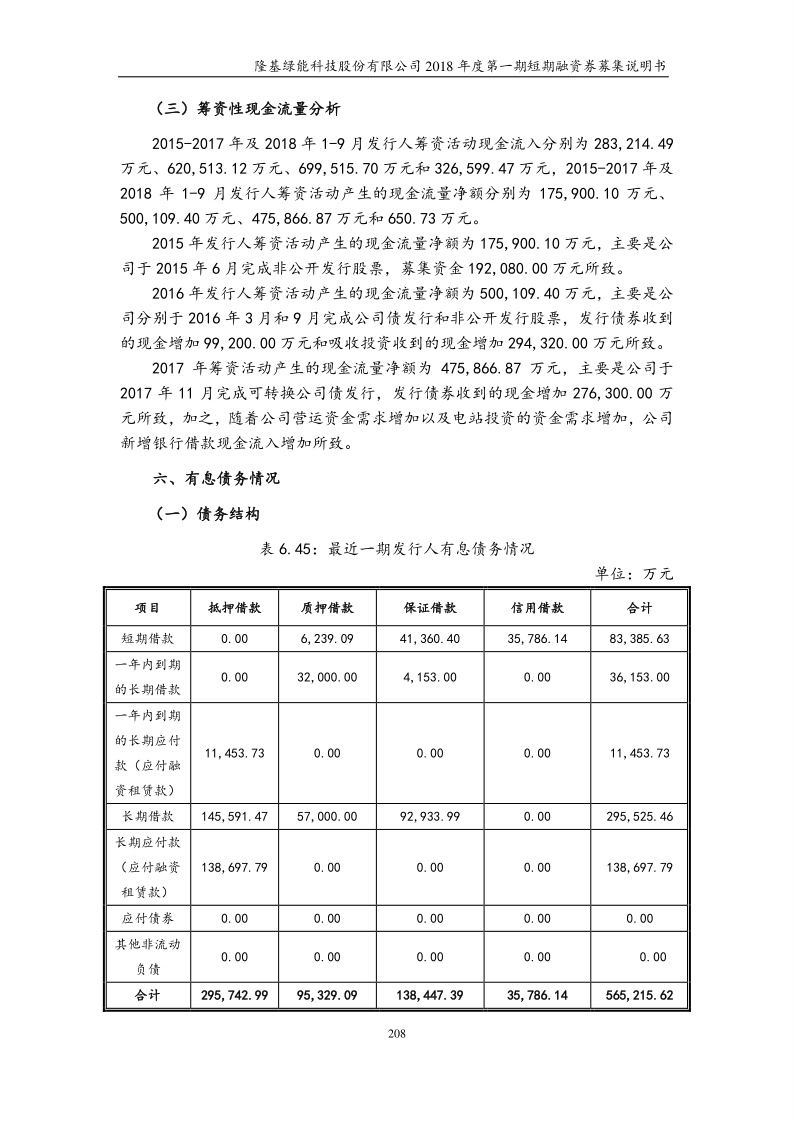 隆基绿能科技股份有限公司 2018 年度第一期短期融资券募集说明书
（三）筹资性现金流量分析
2015-2017 年及 2018 年 1-9 月发行人筹资活动现金流入分别为 283,214.49
万元、620,513.12 万元、699,515.70 万元和 326,599.47 万元，2015-2017 年及
2018 年 1-9 月发行人筹资活动产生的现金流量净额分别为 175,900.10 万元、
500,109.40 万元、475,866.87 万元和 650.73 万元。
2015 年发行人筹资活动产生的现金流量净额为 175,900.10 万元，主要是公
司于 2015 年 6 月完成非公开发行股票，募集资金 192,080.00 万元所致。
2016 年发行人筹资活动产生的现金流量净额为 500,109.40 万元，主要是公
司分别于 2016 年 3 月和 9 月完成公司债发行和非公开发行股票，发行债券收到
的现金增加 99,200.00 万元和吸收投资收到的现金增加 294,320.00 万元所致。
2017 年筹资活动产生的现金流量净额为 475,866.87 万元，主要是公司于
2017 年 11 月完成可转换公司债发行，发行债券收到的现金增加 276,300.00 万
元所致，加之，随着公司营运资金需求增加以及电站投资的资金需求增加，公司
新增银行借款现金流入增加所致。
六、有息债务情况
（一）债务结构
表 6.45：最近一期发行人有息债务情况
单位：万元
项目 抵押借款 质押借款 保证借款 信用借款 合计
短期借款 0.00 6,239.09 41,360.40 35,786.14 83,385.63
一年内到期
的长期借款 0.00 32,000.00 4,153.00 0.00 36,153.00
一年内到期
的长期应付
款（应付融
资租赁款） 11,453.73 0.00 0.00 0.00 11,453.73
长期借款 145,591.47 57,000.00 92,933.99 0.00 295,525.46
长期应付款
（应付融资
租赁款） 138,697.79 0.00 0.00 0.00 138,697.79
应付债券 0.00 0.00 0.00 0.00 0.00
其他非流动
负债 0.00 0.00 0.00 0.00 0.00
合计 295,742.99 95,329.09 138,447.39 35,786.14 565,215.62
208